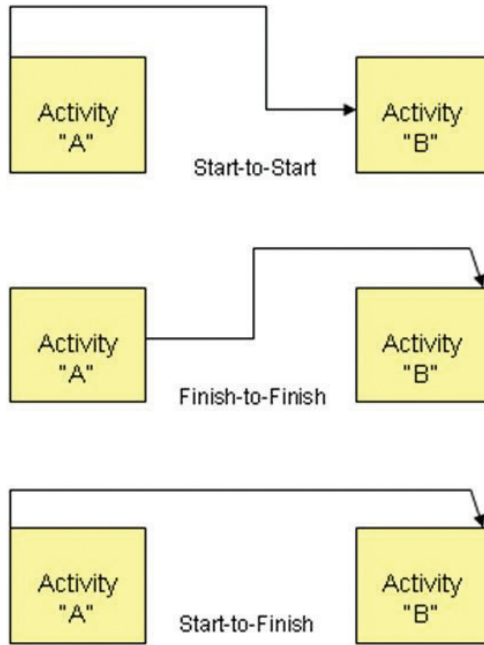 Activity
"A"
Activity
"B"
Start-to-Start
Activity
"A"
Activity
"B"
Finish-to-Finish
Activity
"A"
Activity
"B"
Start-to-Finish